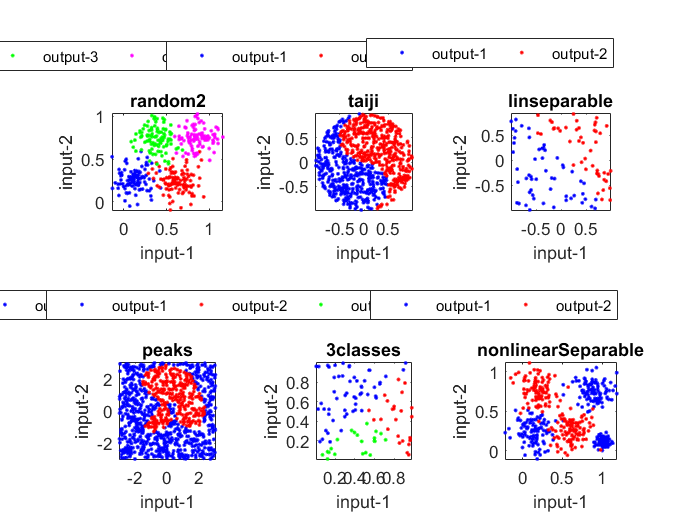 output-3
output-1
output-1 output-2
random2 taiji linseparable
input-2 1 0.5 0 0 0.5 1 input-1
input-2 0.5 0 -0.5 -0.5 0 0.5 input-1
input-2 0.5 0 -0.5 -0.5 0 0.5 input-1
output-1 output-2
output-1 output-2
peaks 3classes nonlinearSeparable
input-2 2 0 -2 -2 0 2 input-1
input-2 0.8 0.6 0.4 0.2 0.2 0.4 0.6 0.8 input-1
input-2 1 0.5 0 0 0.5 1 input-1